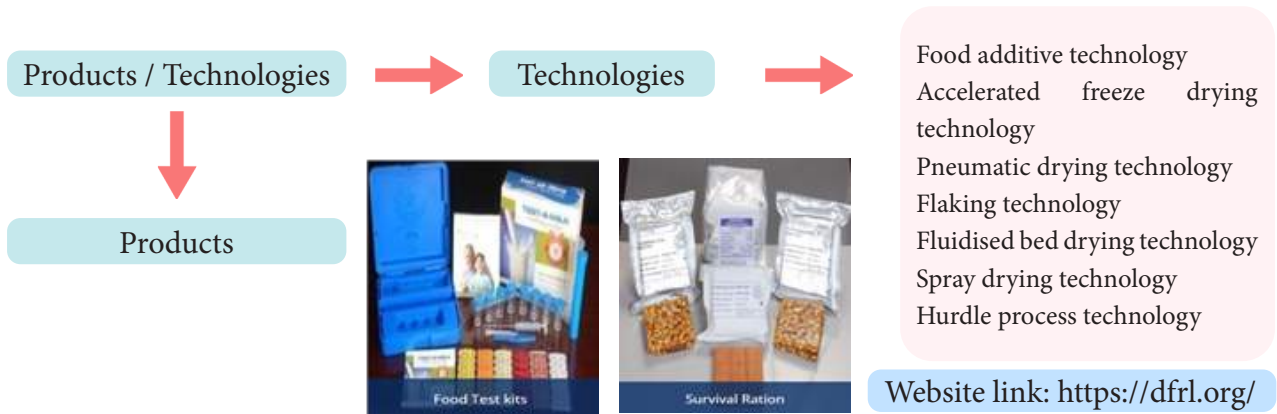 Products / Technologies
Technologies
Food additive technology
Accelerated freeze drying
technology
Pneumatic drying technology
Flaking technology
Fluidised bed drying technology
Spray drying technology
Hurdle process technology
Products
Food Test kits
Survival Ration
Website link: https://dfrl.org/